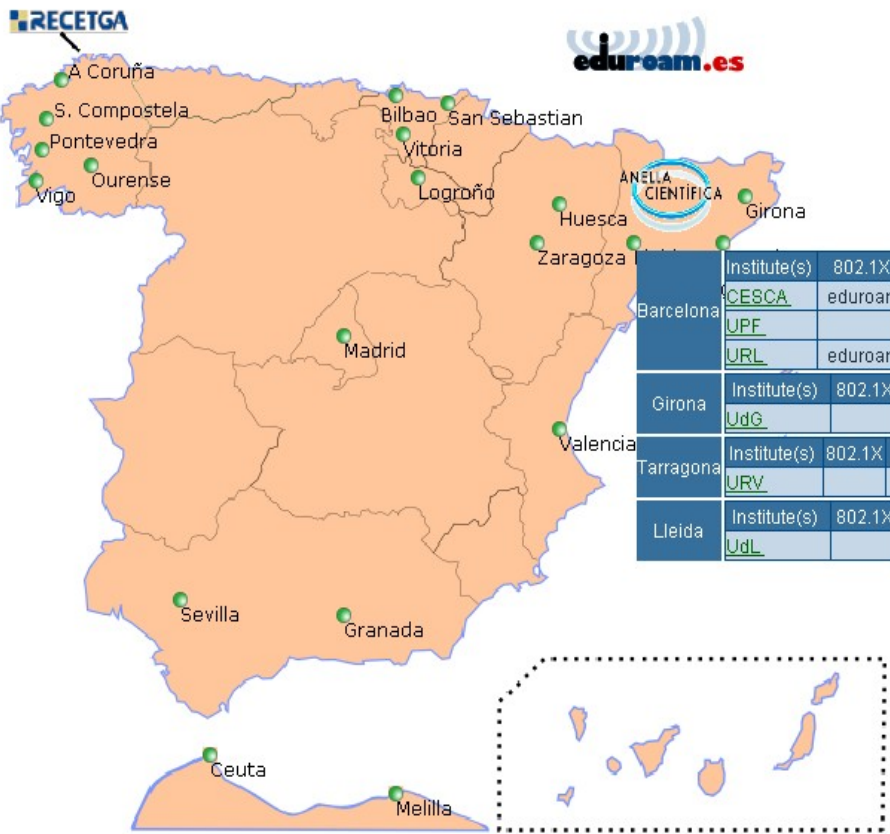 RECETGA
eduroam.es
A Coruña
S. Compostela
Pontevedra
Ourense
Vigo
Bilbao
San Sebastian
Vitoria
Logroño
ANELLA
CIENTÍFICA
Huesca
Girona
Zaragoza
Madrid
Valencia
Sevilla
Granada
Ceuta
Melilla
Barcelona
Institute(s) 802.1X
CESCA eduroam
UPF
URL eduroam
Girona
Institute(s) 802.1X
UdG
Tarragona
Institute(s) 802.1X
URV
Lleida
Institute(s) 802.1X
UdL